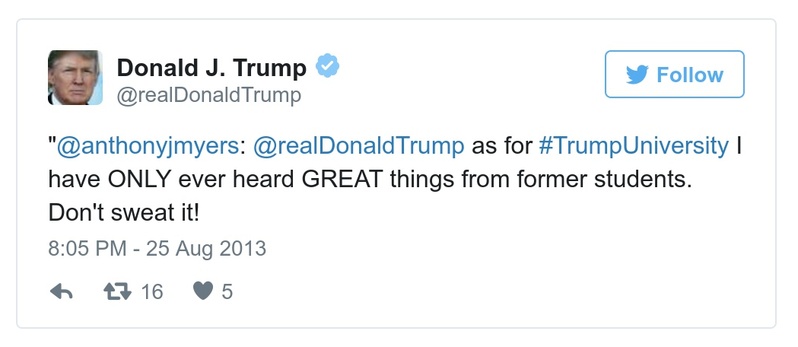 Donald J. Trump
@realDonaldTrump
Follow
"@anthonyjmyers: @realDonaldTrump as for #TrumpUniversity I
have ONLY ever heard GREAT things from former students.
Don't sweat it!
8:05 PM - 25 Aug 2013
16 5